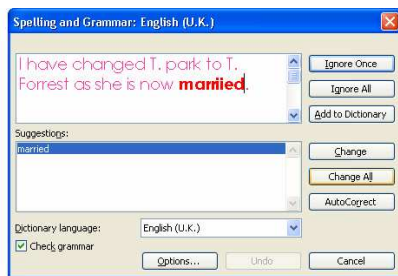 Spelling and Grammar: English (U.K.)
I have changed T. park to T.
Forrest as she is now marriied.
Ignore Once
Ignore All
Add to Dictionary
Suggestions:
married
Change
Change All
AutoCorrect
Dictionary language:
English (U.K.)
Check grammar
Options...
Undo
Cancel